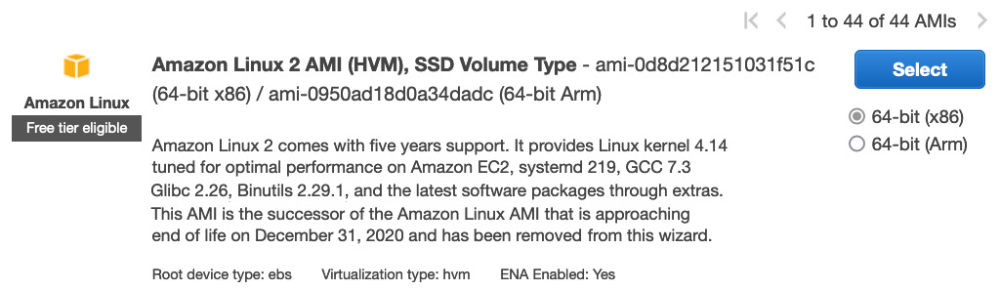 1 to 44 of 44 AMIs
Amazon Linux
Free tier eligible
Amazon Linux 2 AMI (HVM), SSD Volume Type - ami-0d8d212151031f51c
(64-bit x86) / ami-0950ad18d0a34dadc (64-bit Arm)
Amazon Linux 2 comes with five years support. It provides Linux kernel 4.14
tuned for optimal performance on Amazon EC2, systemd 219, GCC 7.3
Glibc 2.26, Binutils 2.29.1, and the latest software packages through extras.
This AMI is the successor of the Amazon Linux AMI that is approaching
end of life on December 31, 2020 and has been removed from this wizard.
Root device type: ebs Virtualization type: hvm ENA Enabled: Yes
Select
64-bit (x86)
64-bit (Arm)